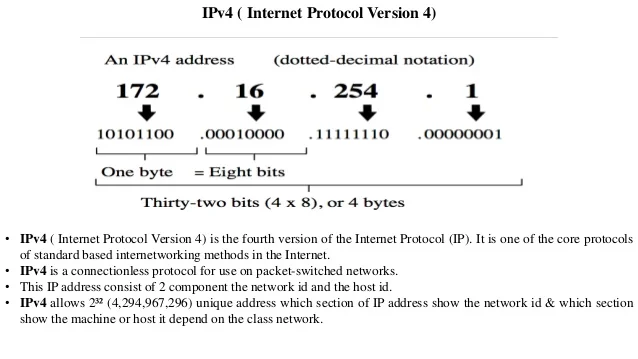 IPv4 ( Internet Protocol Version 4)
An IPv4 address (dotted-decimal notation)
172 . 16 . 254 . 1
10101100 .00010000 .11111110 .00000001
One byte = Eight bits
Thirty-two bits (4 x 8), or 4 bytes
• IPv4 ( Internet Protocol Version 4) is the fourth version of the Internet Protocol (IP). It is one of the core protocols
of standard based internetworking methods in the Internet.
• IPv4 is a connectionless protocol for use on packet-switched networks.
• This IP address consist of 2 component the network id and the host id.
• IPv4 allows 2³² (4,294,967,296) unique address which section of IP address show the network id & which section
show the machine or host it depend on the class network.